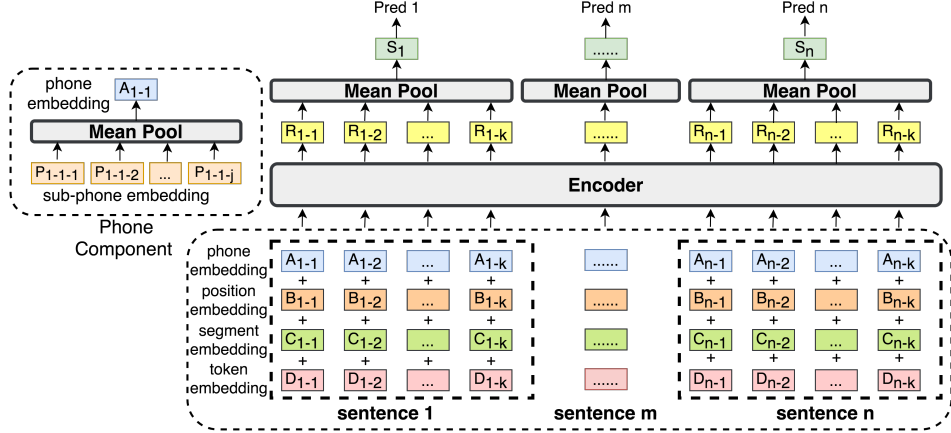 Pred 1 Pred m Pred n
S1 ...... Sn
Mean Pool Mean Pool Mean Pool
R1-1 R1-2 ... R1-k ...... Rn-1 Rn-2 ... Rn-k
Encoder
phone
embedding
A1-1
Mean Pool
P1-1-1 P1-1-2 ... P1-1-j
sub-phone embedding
Phone
Component
phone
embedding
A1-1 A1-2 ... A1-k ...... An-1 An-2 ... An-k
+ + + + + + + +
position
embedding
B1-1 B1-2 ... B1-k ...... Bn-1 Bn-2 ... Bn-k
+ + + + + + + +
segment
embedding
C1-1 C1-2 ... C1-k ...... Cn-1 Cn-2 ... Cn-k
+ + + + + + + +
token
embedding
D1-1 D1-2 ... D1-k ...... Dn-1 Dn-2 ... Dn-k
sentence 1 sentence m sentence n